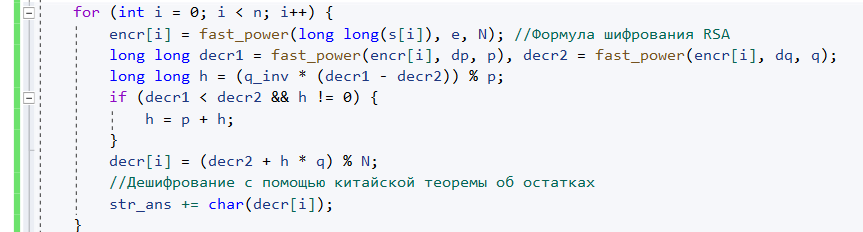 for (int i = 0; i < n; i++) {
encr[i] = fast_power(long long(s[i]), e, N); //Формула шифрования RSA
long long decr1 = fast_power(encr[i], dp, p), decr2 = fast_power(encr[i], dq, q);
long long h = (q_inv * (decr1 - decr2)) % p;
if (decr1 < decr2 && h != 0) {
h = p + h;
}
decr[i] = (decr2 + h * q) % N;
//Дешифрование с помощью китайской теоремы об остатках
str_ans += char(decr[i]);
}